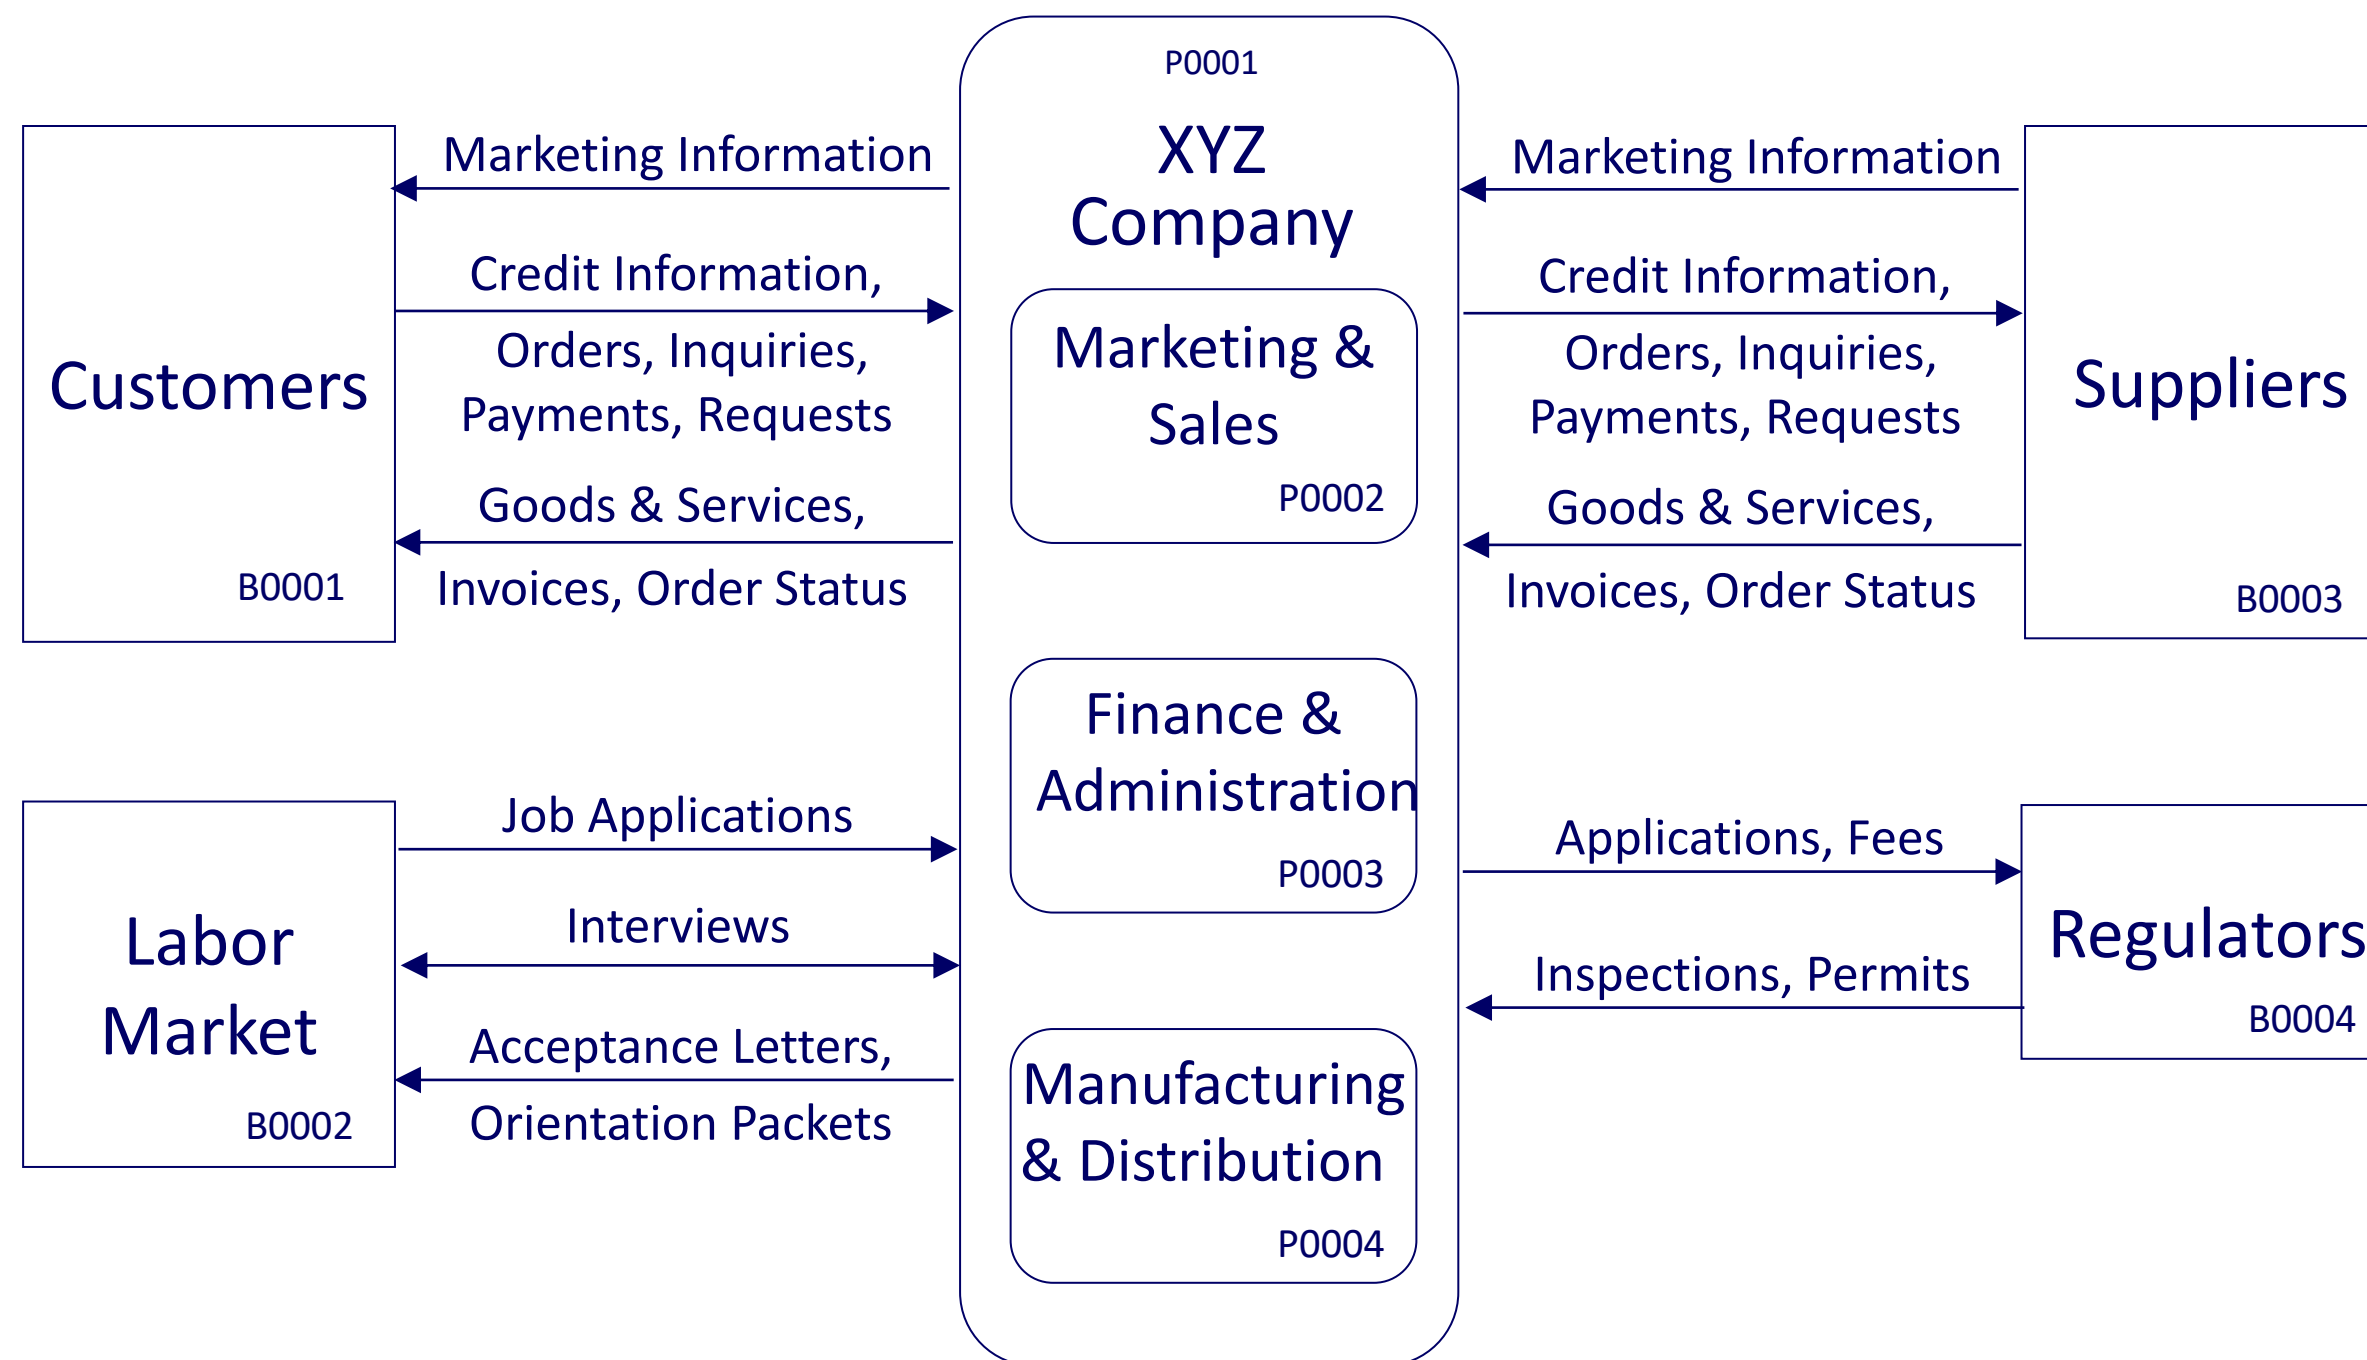 P0001
XYZ
Company
Marketing Information
Credit Information,
Orders, Inquiries,
Payments, Requests
Goods & Services,
Invoices, Order Status
Customers
B0001
Marketing &
Sales
P0002
Marketing Information
Credit Information,
Orders, Inquiries,
Payments, Requests
Goods & Services,
Invoices, Order Status
Suppliers
B0003
Finance &
Administration
P0003
Labor
Market
B0002
Job Applications
Interviews
Acceptance Letters,
Orientation Packets
Manufacturing
& Distribution
P0004
Applications, Fees
Inspections, Permits
Regulators
B0004